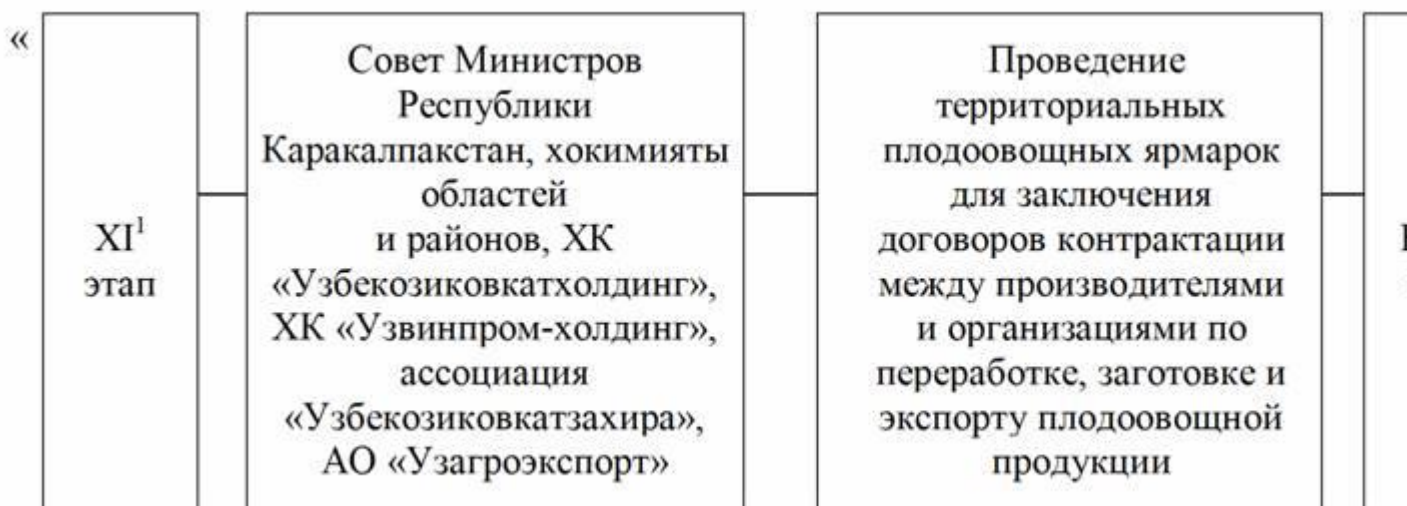 «
XI¹
этап
Совет Министров
Республики
Каракалпакстан, хокимияты
областей
и районов, ХК
«Узбекозиковкатхолдинг»,
ХК «Узвинпром-холдинг»,
ассоциация
«Узбекозиковкатзахира»,
АО «Узагроэкспорт»
Проведение
территориальных
плодоовощных ярмарок
для заключения
договоров контрактации
между производителями
и организациями по
переработке, заготовке и
экспорту плодоовощной
продукции